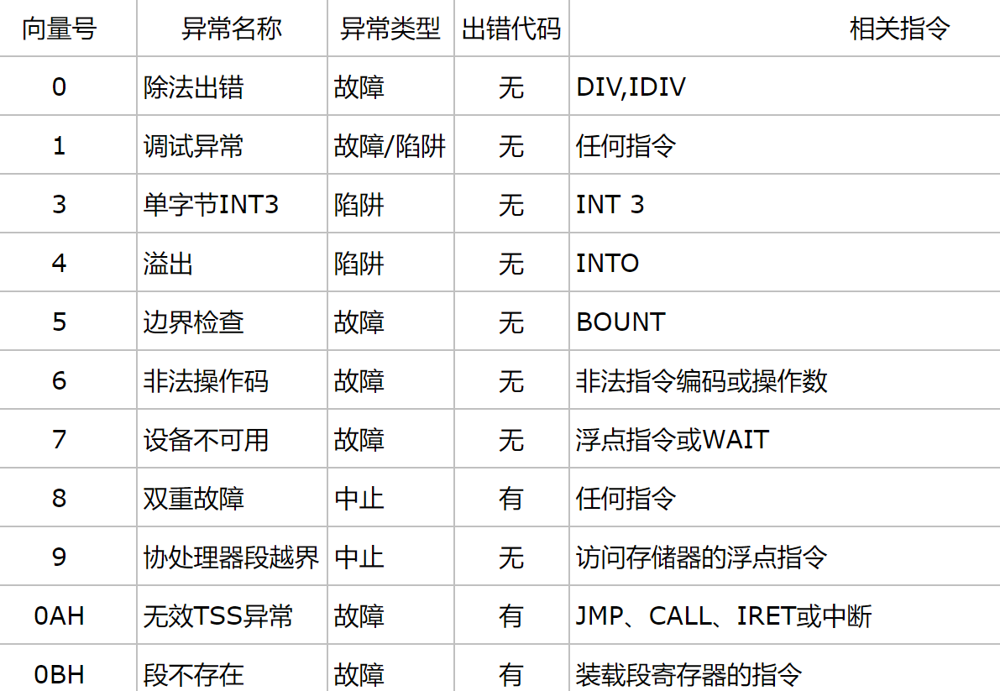 向量号 异常名称 异常类型 出错代码 相关指令
0 除法出错 故障 无 DIV,IDIV
1 调试异常 故障/陷阱 无 任何指令
3 单字节INT3 陷阱 无 INT 3
4 溢出 陷阱 无 INTO
5 边界检查 故障 无 BOUNT
6 非法操作码 故障 无 非法指令编码或操作数
7 设备不可用 故障 无 浮点指令或WAIT
8 双重故障 中止 有 任何指令
9 协处理器段越界 中止 无 访问存储器的浮点指令
0AH 无效TSS异常 故障 有 JMP、CALL、IRET或中断
0BH 段不存在 故障 有 装载段寄存器的指令